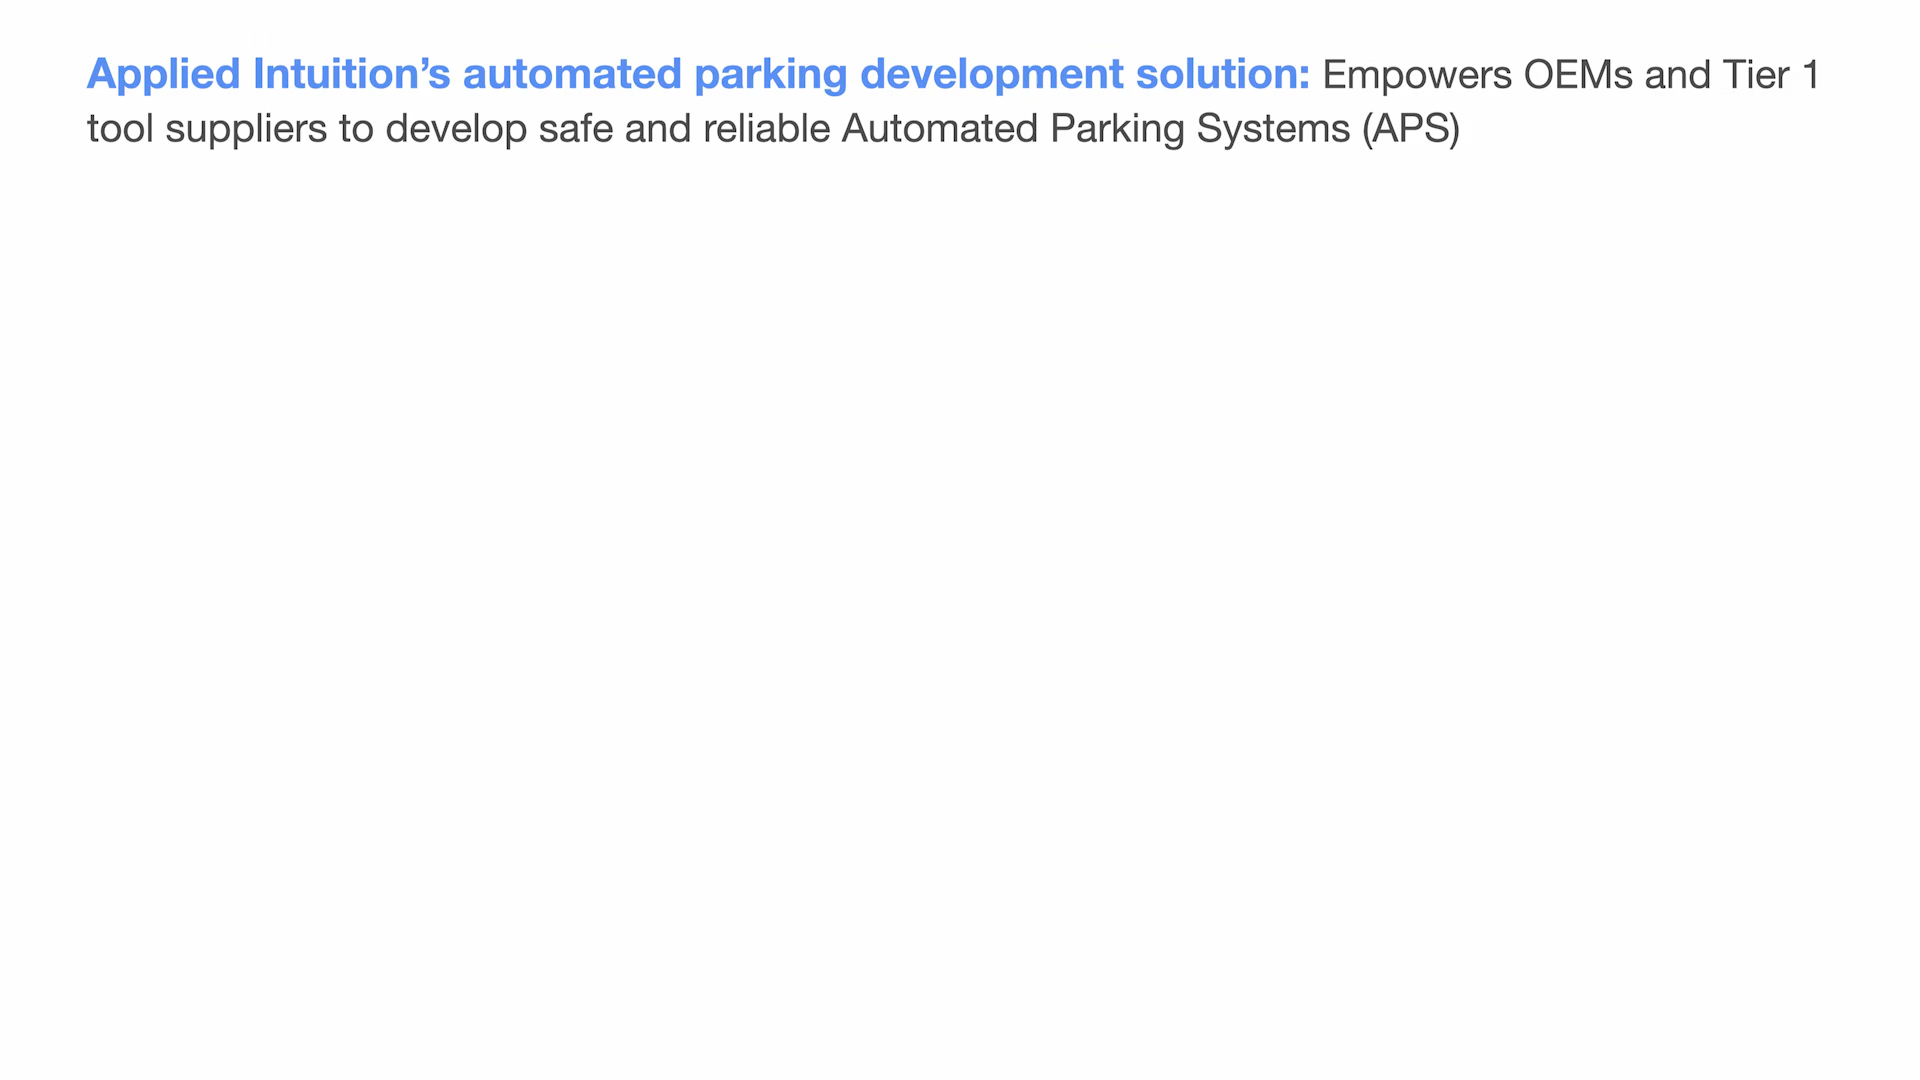 Applied Intuition’s automated parking development solution: Empowers OEMs and Tier 1
tool suppliers to develop safe and reliable Automated Parking Systems (APS)